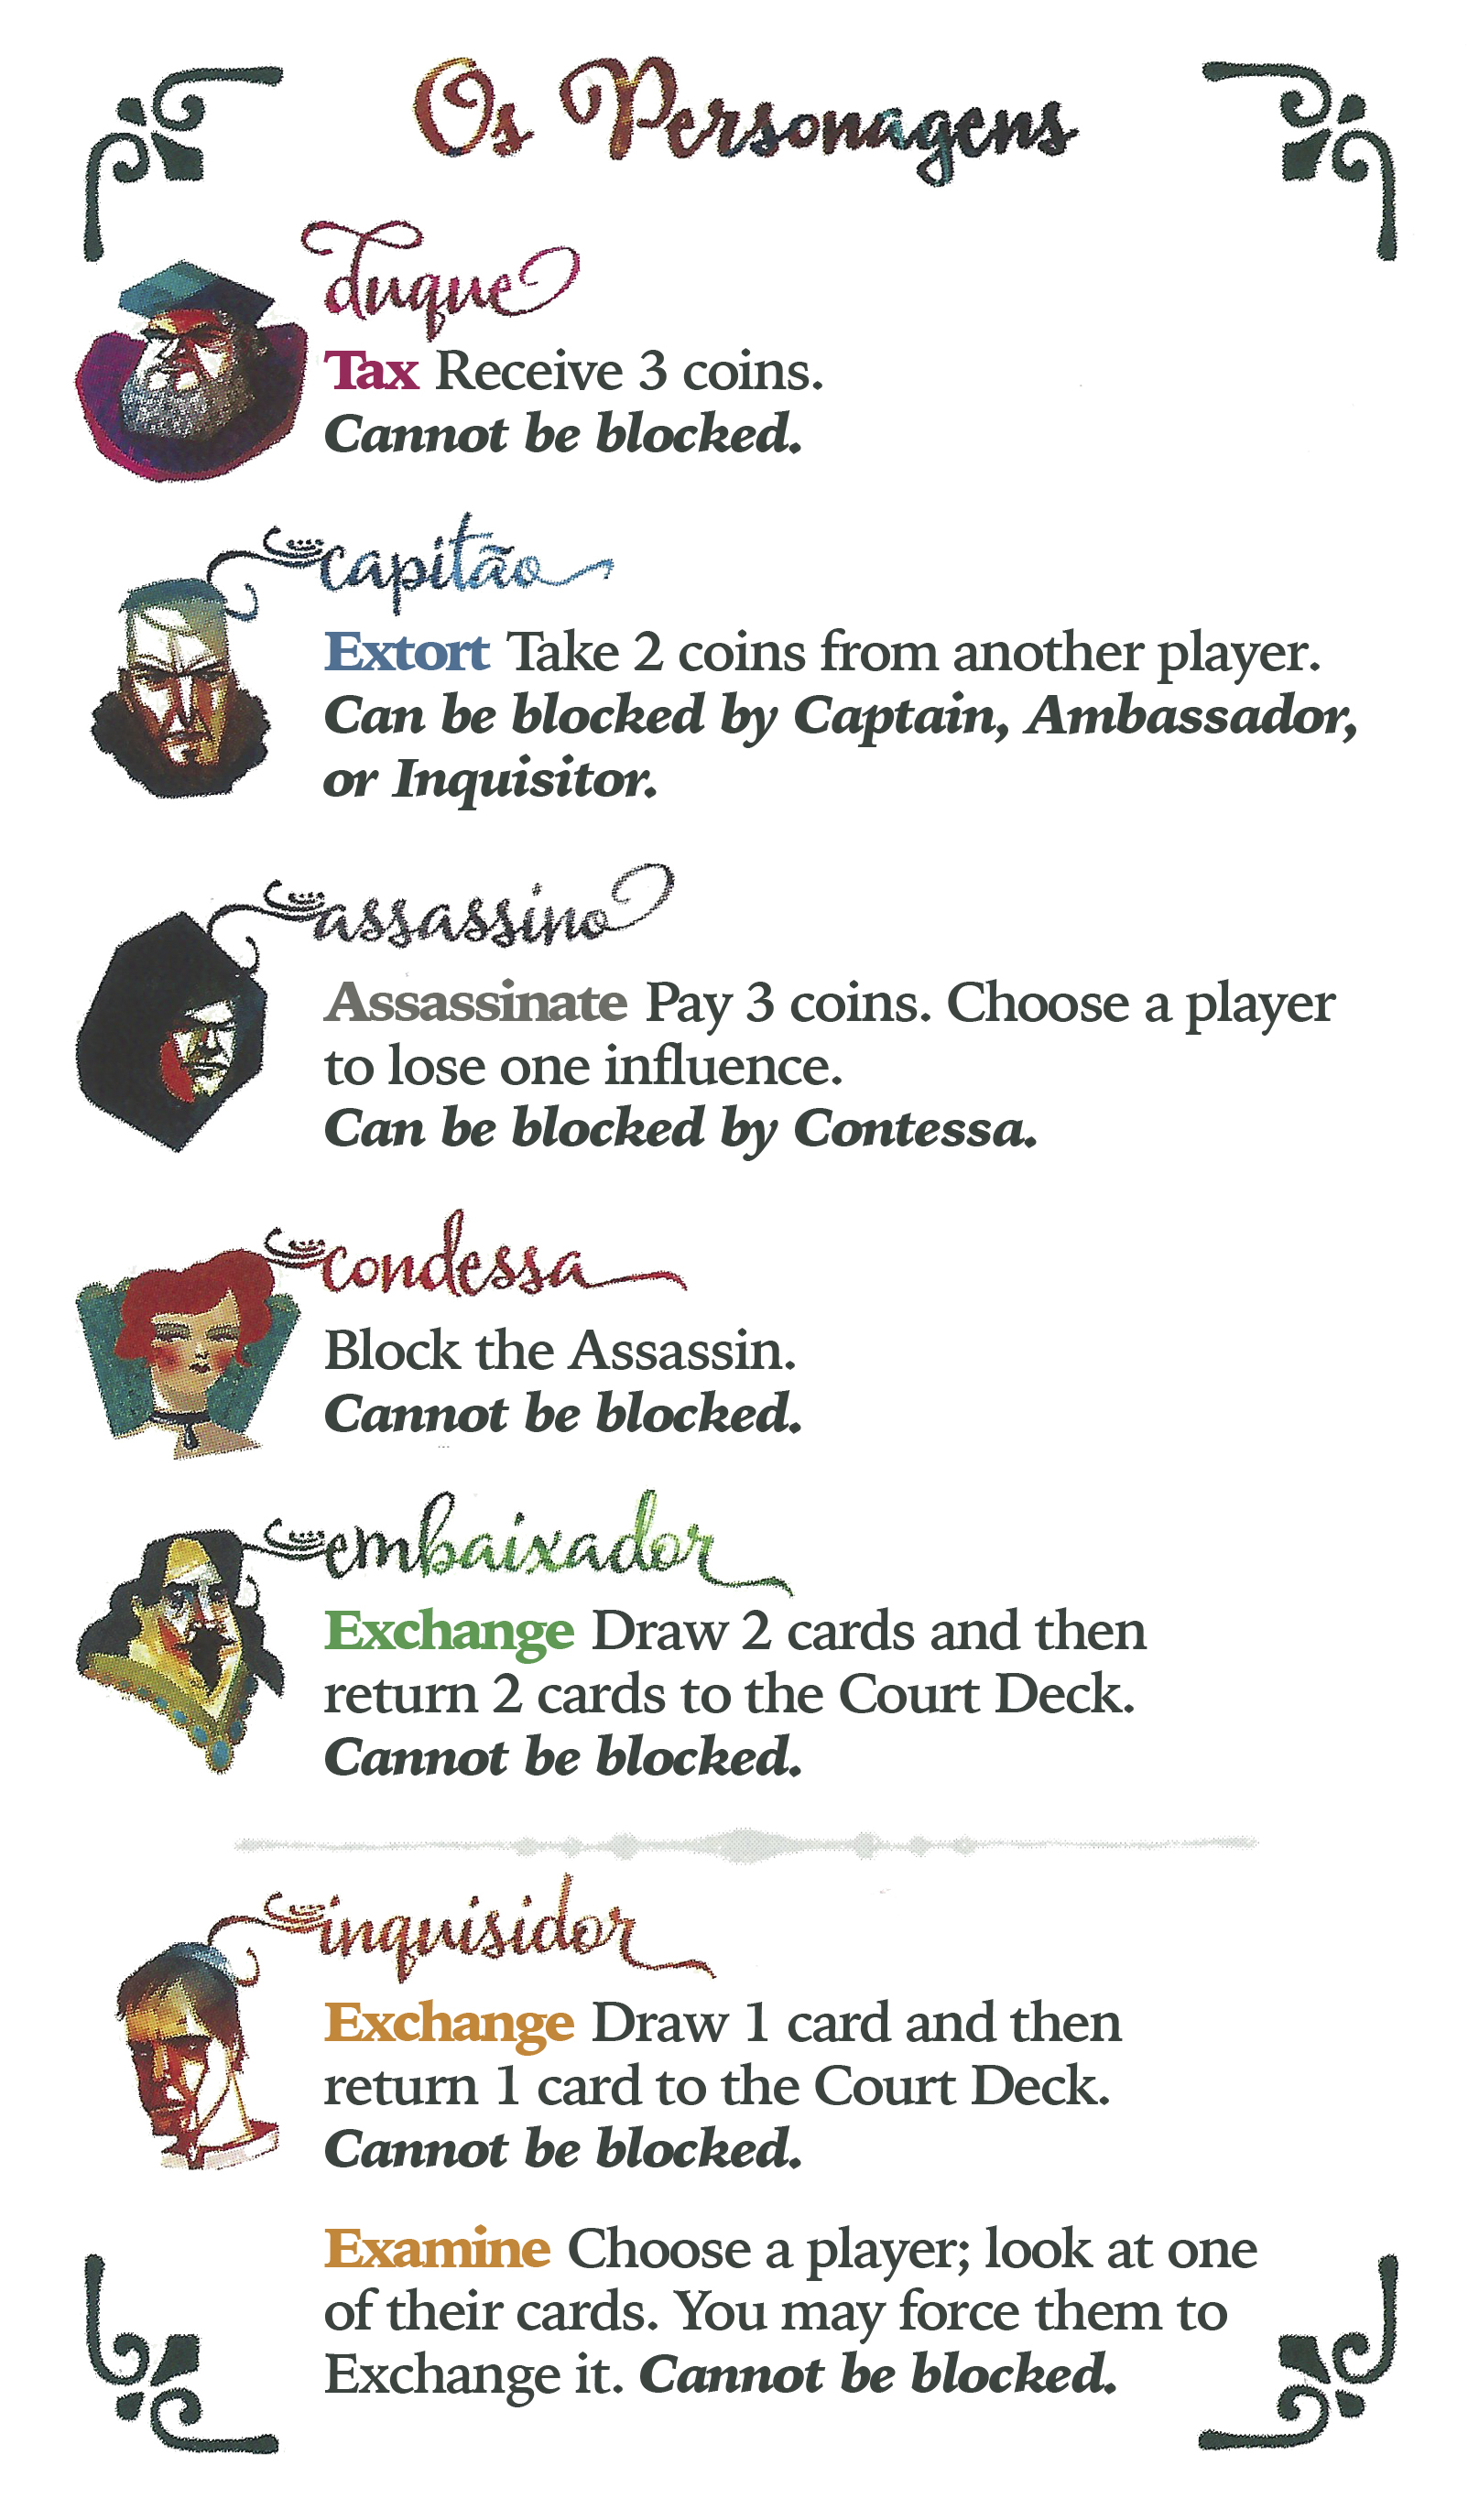 Os Personagens
duque
Tax Receive 3 coins.
Cannot be blocked.
capitão
Extort Take 2 coins from another player.
Can be blocked by Captain, Ambassador,
or Inquisitor.
assassino
Assassinate Pay 3 coins. Choose a player
to lose one influence.
Can be blocked by Contessa.
condessa
Block the Assassin.
Cannot be blocked.
embaixador
Exchange Draw 2 cards and then
return 2 cards to the Court Deck.
Cannot be blocked.
inquisidor
Exchange Draw 1 card and then
return 1 card to the Court Deck.
Cannot be blocked.
Examine Choose a player; look at one
of their cards. You may force them to
Exchange it. Cannot be blocked.